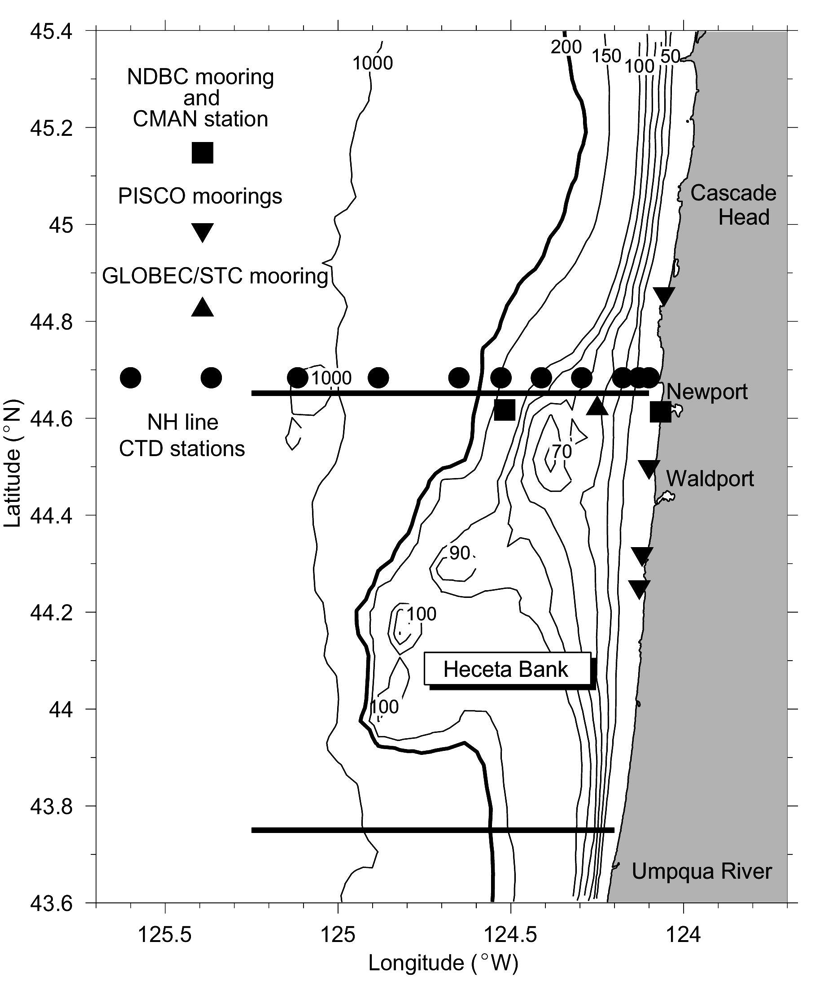 45.4
45.2
45
44.8
44.6
44.4
44.2
44
43.8
43.6
Latitude (°N)
NDBC mooring
and
CMAN station
PISCO moorings
GLOBEC/STC mooring
NH line
CTD stations
1000
200
150
100
50
1000
70
90
100
100
Cascade
Head
Newport
Waldport
Heceta Bank
Umpqua River
125.5
125
124.5
124
Longitude (°W)